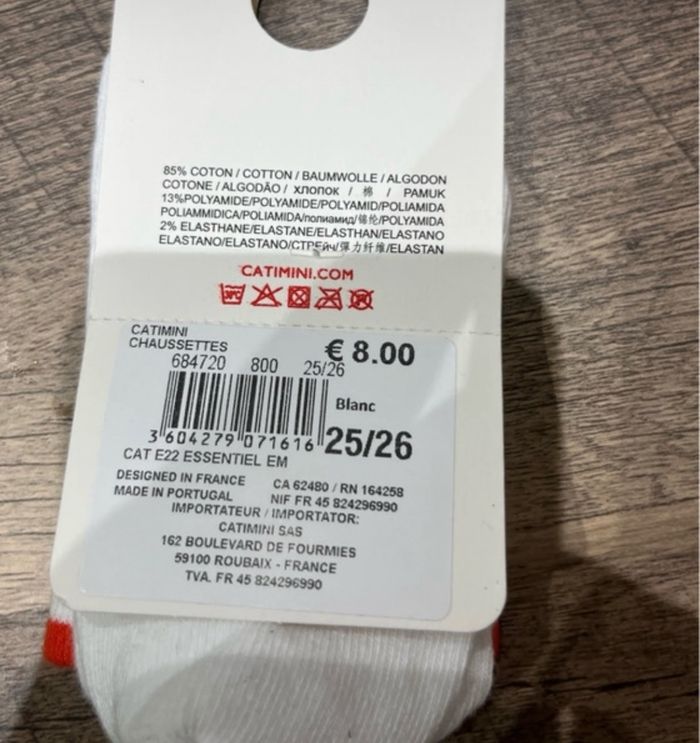 85% COTON / COTTON / BAUMWOLLE / ALGODON
COTONE / ALGODÃO / хлопок / 棉 / PAMUK
13%POLYAMIDE/POLYAMIDE/POLYAMID/POLIAMIDA
POLIAMMIDICA/POLIAMIDA/полиамид/锦纶/POLYAMIDA
2% ELASTHANE/ELASTANE/ELASTHAN/ELASTANO
ELASTANO/ELASTANO/СТРЕйч/弹力纤维/ELASTAN
CATIMINI.COM
30°C
CATIMINI
CHAUSSETTES
€ 8.00
684720 800 25/26
Blanc
3 604279 071616
25/26
CAT E22 ESSENTIEL EM
DESIGNED IN FRANCE CA 62480 / RN 164258
MADE IN PORTUGAL NIF FR 45 824296990
IMPORTATEUR / IMPORTATOR:
CATIMINI SAS
162 BOULEVARD DE FOURMIES
59100 ROUBAIX - FRANCE
TVA. FR 45 824296990